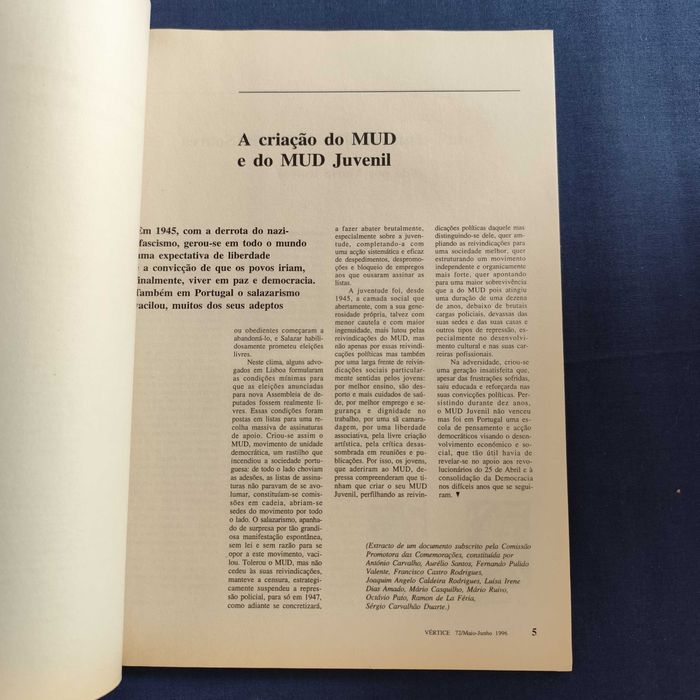 A criação do MUD
e do MUD Juvenil
Em 1945, com a derrota do nazi-
fascismo, gerou-se em todo o mundo
uma expectativa de liberdade
e a convicção de que os povos iriam,
finalmente, viver em paz e democracia.
Também em Portugal o salazarismo
vacilou, muitos dos seus adeptos
ou obedientes começaram a
abandoná-lo, e Salazar habili-
dosamente prometeu eleições
livres.
Neste clima, alguns advo-
gados em Lisboa formularam
as condições mínimas para
que as eleições anunciadas
para nova Assembleia de de-
putados fossem realmente li-
vres. Essas condições foram
postas em listas para uma re-
colha massiva de assinaturas
de apoio. Criou-se assim o
MUD, movimento de unidade
democrática, um rastilho que
incendiou a sociedade portu-
guesa: de todo o lado choviam
as adesões, as listas de assina-
turas não paravam de se avo-
lumar, constituíam-se comis-
sões em cadeia, abriam-se
sedes do movimento por todo
o lado. O salazarismo, apanha-
do de surpresa por tão grandi-
osa manifestação espontânea,
sem lei e sem razão para se
opor a este movimento, vaci-
lou. Tolerou o MUD, mas não
cedeu às suas reivindicações,
manteve a censura, estrategi-
camente suspendeu a repres-
são policial, para só em 1947,
como adiante se concretizará,
a fazer abater brutalmente,
especialmente sobre a juven-
tude, completando-a com
uma acção sistemática e eficaz
de despedimentos, despromo-
ções e bloqueio de empregos
aos que ousaram assinar as
listas.
A juventude foi, desde
1945, a camada social que
abertamente, com a sua gene-
rosidade própria, talvez com
menor cautela e com maior
ingenuidade, mais lutou pelas
reivindicações do MUD, mas
não apenas por essas reivindi-
cações políticas mas também
por uma larga frente de reivin-
dicações sociais particular-
mente sentidas pelos jovens:
por melhor ensino, são des-
porto e mais cuidados de saú-
de, por melhor emprego e se-
gurança e dignidade no
trabalho, por uma sã camara-
dagem, por uma liberdade
associativa, pela livre criação
artística, pela crítica desas-
sombrada em reuniões e pu-
blicações. Por isso, os jovens,
que aderiram ao MUD, de-
pressa compreenderam que ti-
nham que criar o seu MUD
Juvenil, perfilhando as reivin-
dicações políticas daquele mas
distinguindo-se dele, quer am-
pliando as reivindicações para
uma sociedade melhor, quer
estruturando um movimento
independente e organicamente
mais forte, quer apontando
para uma maior sobrevivência
que a do MUD pois atingiu
uma duração de uma dezena
de anos, debaixo de brutais
cargas policiais, devassas das
suas sedes e das suas casas e
outros tipos de repressão, es-
pecialmente no desenvolvi-
mento cultural e nas suas car-
reiras pofissionais.
Na adversidade, criou-se
uma geração insatisfeita que,
apesar das frustrações sofridas,
saiu educada e reforçada nas
suas convicções políticas. Per-
sistindo durante dez anos,
o MUD Juvenil não venceu
mas foi em Portugal uma es-
cola de pensamento e acção
democráticos visando o desen-
volvimento económico e so-
cial, que tão útil havia de
revelar-se no apoio aos revo-
lucionários do 25 de Abril e à
consolidação da Democracia
nos difíceis anos que se segui-
ram.
(Extracto de um documento subscrito pela Comissão
Promotora das Comemorações, constituída por
António Carvalho, Aurélio Santos, Fernando Pulido
Valente, Francisco Castro Rodrigues,
Joaquim Angelo Caldeira Rodrigues, Luísa Irene
Dias Amado, Mário Casquilho, Mário Ruivo,
Octávio Pato, Ramon de La Féria,
Sérgio Carvalhão Duarte.)
VÉRTICE 72/Maio-Junho 1996 5